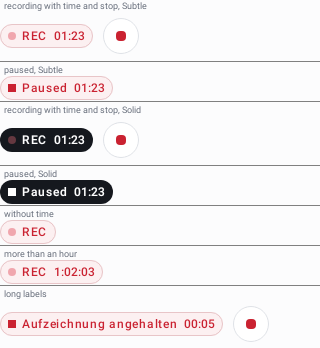 recording with time and stop, Subtle
REC 01:23
paused, Subtle
Paused 01:23
recording with time and stop, Solid
REC 01:23
paused, Solid
Paused 01:23
without time
REC
more than an hour
REC 1:02:03
long labels
Aufzeichnung angehalten 00:05